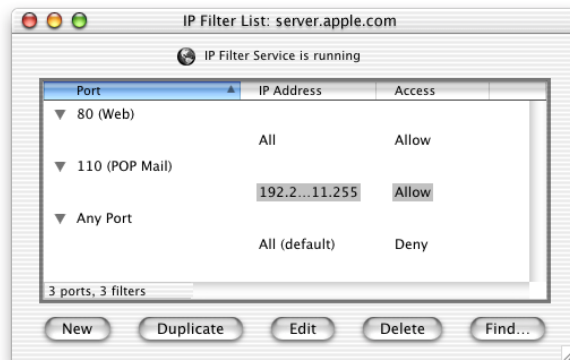 IP Filter List: server.apple.com
IP Filter Service is running
Port IP Address Access
80 (Web)
All Allow
110 (POP Mail)
192.2...11.255 Allow
Any Port
All (default) Deny
3 ports, 3 filters
New Duplicate Edit Delete Find...